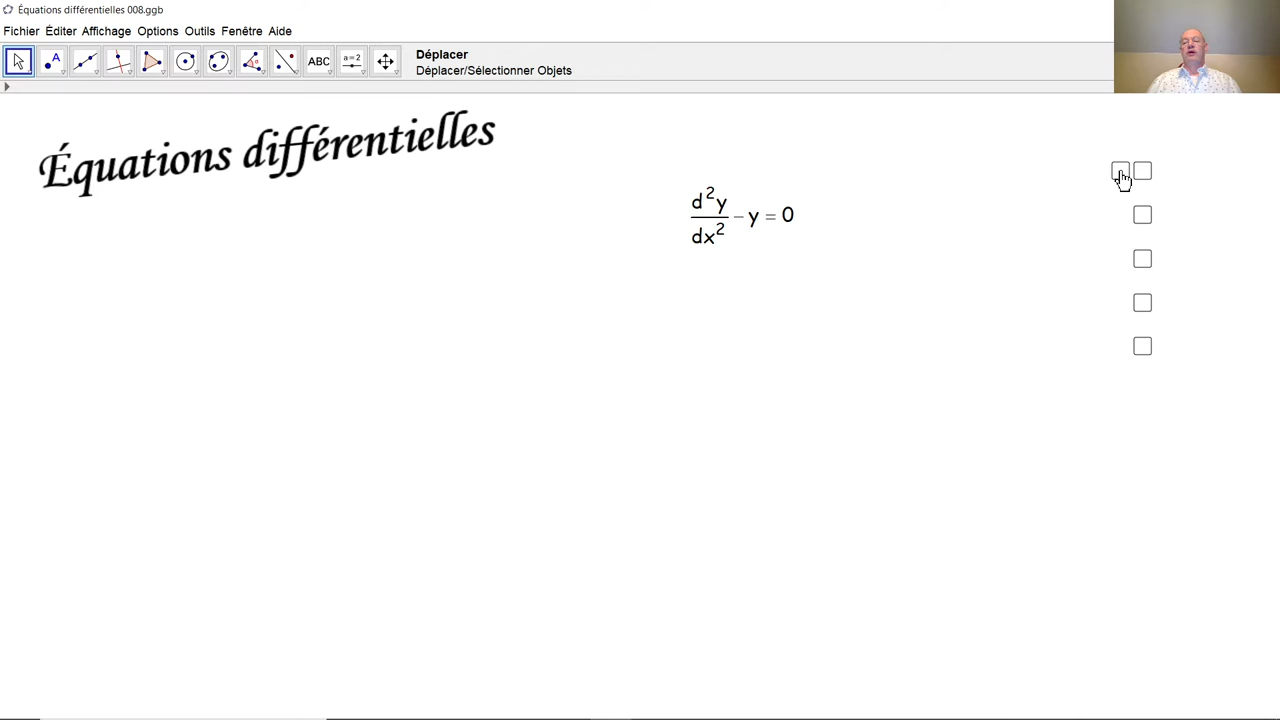 Équations différentielles 008.ggb
Fichier Éditer Affichage Options Outils Fenêtre Aide
A
ABC
a=2
Déplacer
Déplacer/Sélectionner Objets
Équations différentielles
d²y/dx² − y = 0